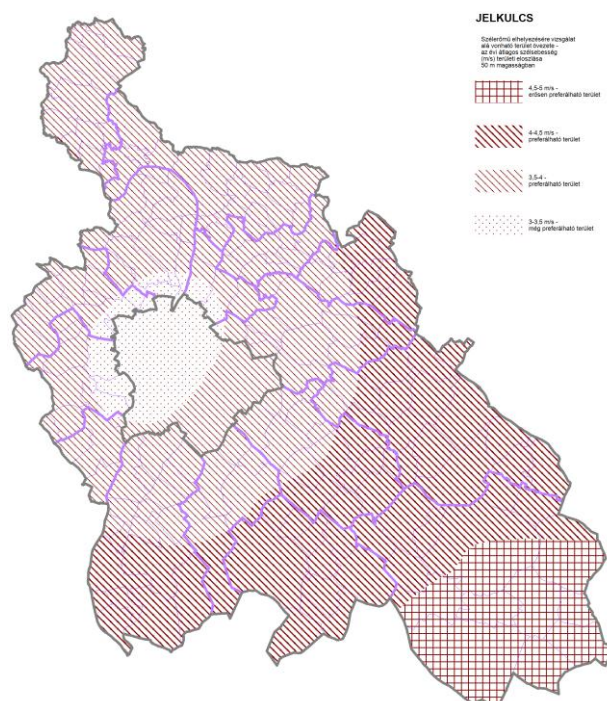 JELKULCS
Szélerőmű elhelyezésére vizsgálat
alá vonható terület övezete -
az évi átlagos szélsebesség
(m/s) területi eloszlása
50 m magasságban
4,5-5 m/s -
erősen preferálható terület
4-4,5 m/s -
preferálható terület
3,5-4 -
preferálható terület
3-3,5 m/s -
még preferálható terület